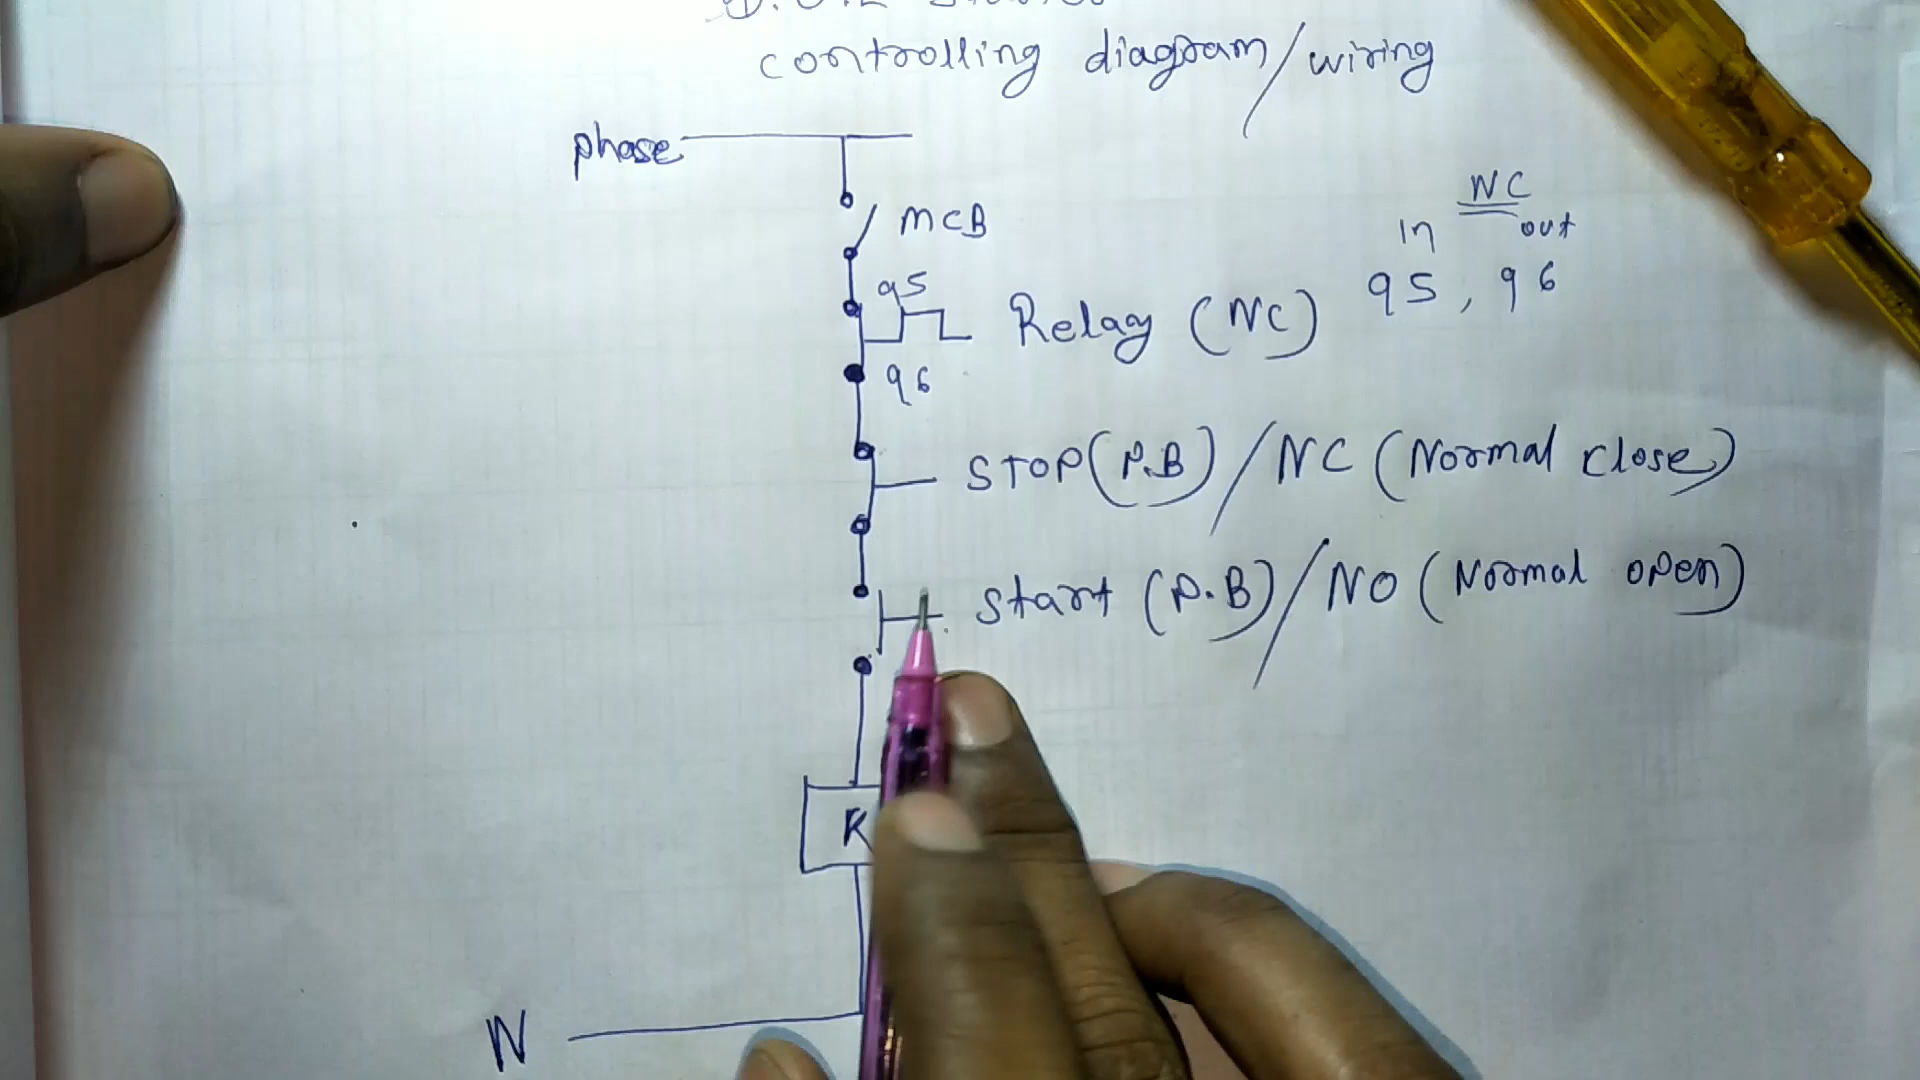 controlling diagram/wiring
phase
MCB
NC
in out
95
Relay (NC) 95, 96
96
STOP(P.B)/NC (Normal close)
Start (P.B)/NO (Normal open)
K
N